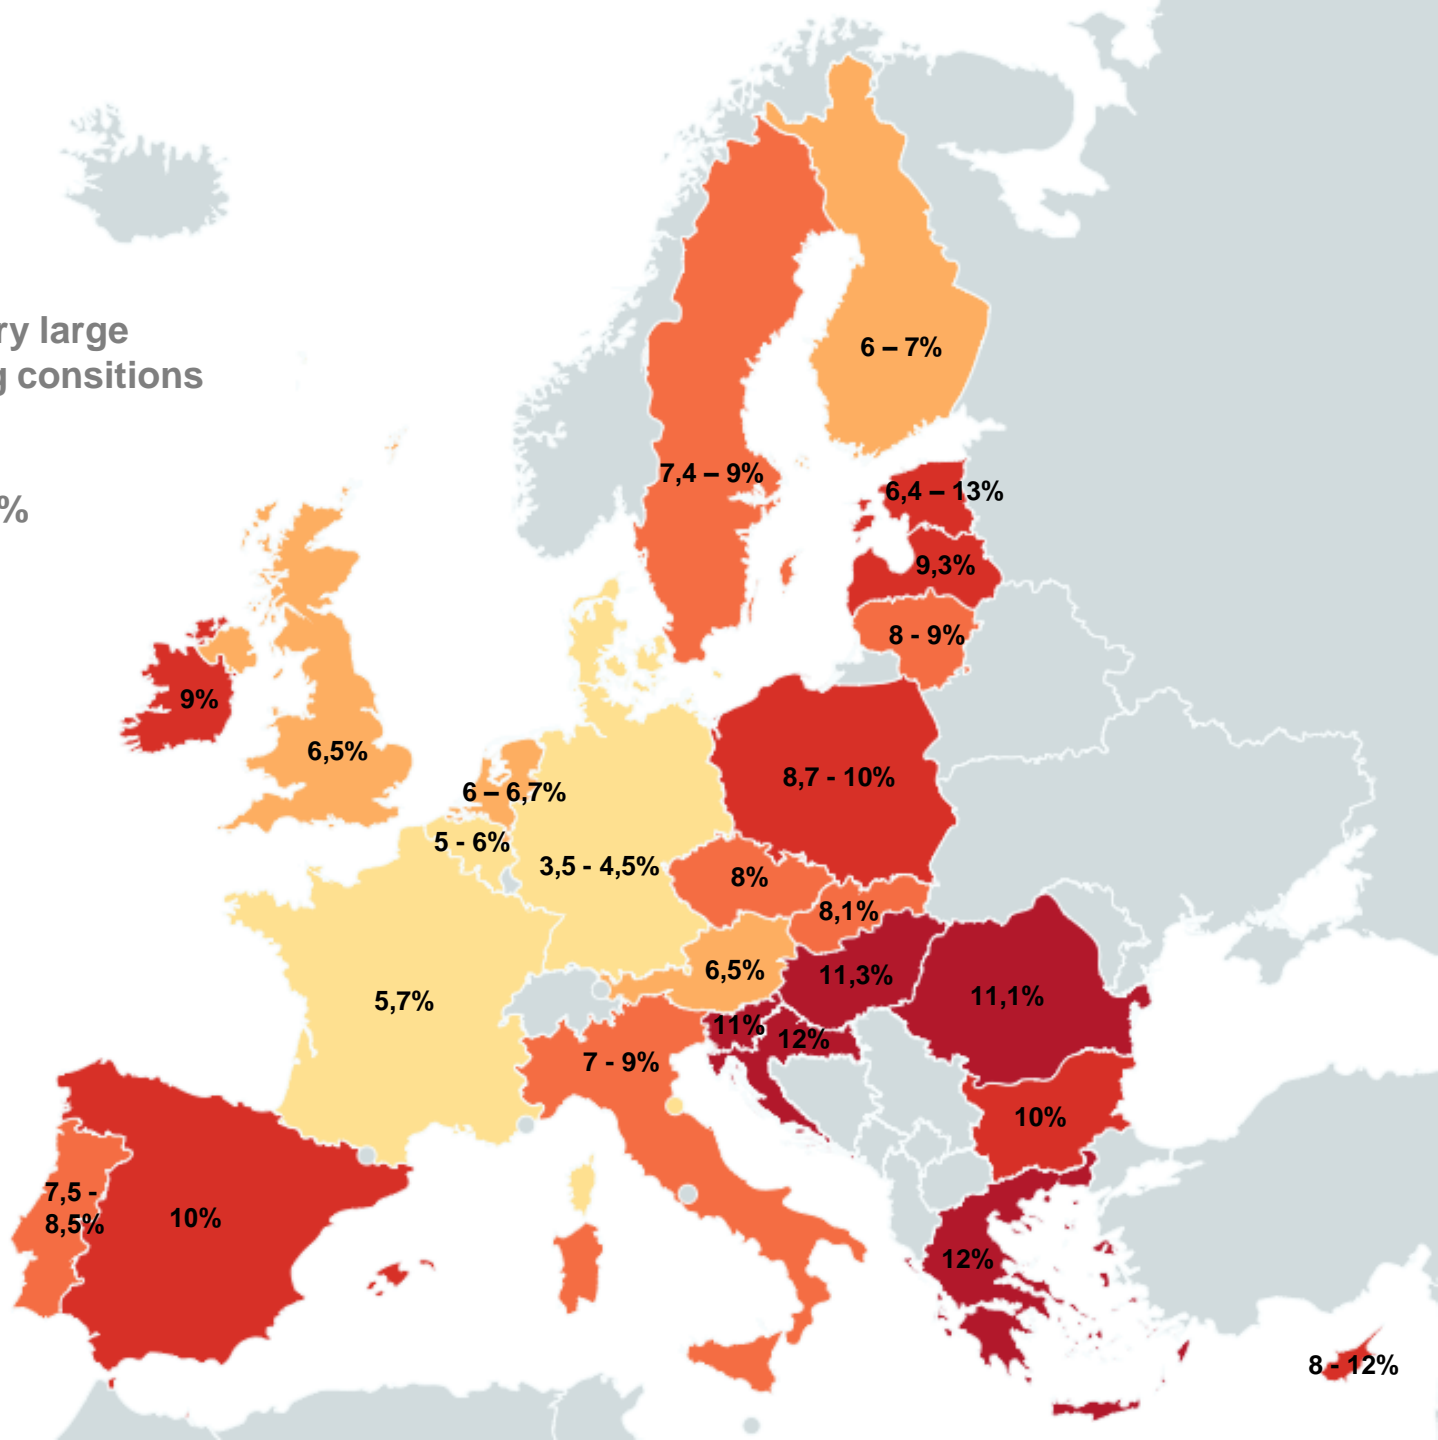 ry large
g consitions
%
6 – 7%
7,4 – 9%
6,4 – 13%
9,3%
8 - 9%
9%
6,5%
6 – 6,7%
8,7 - 10%
5 - 6%
3,5 - 4,5%
8%
8,1%
6,5%
11,3%
5,7%
11,1%
11%
12%
7 - 9%
10%
7,5 -
8,5%
10%
12%
8 - 12%